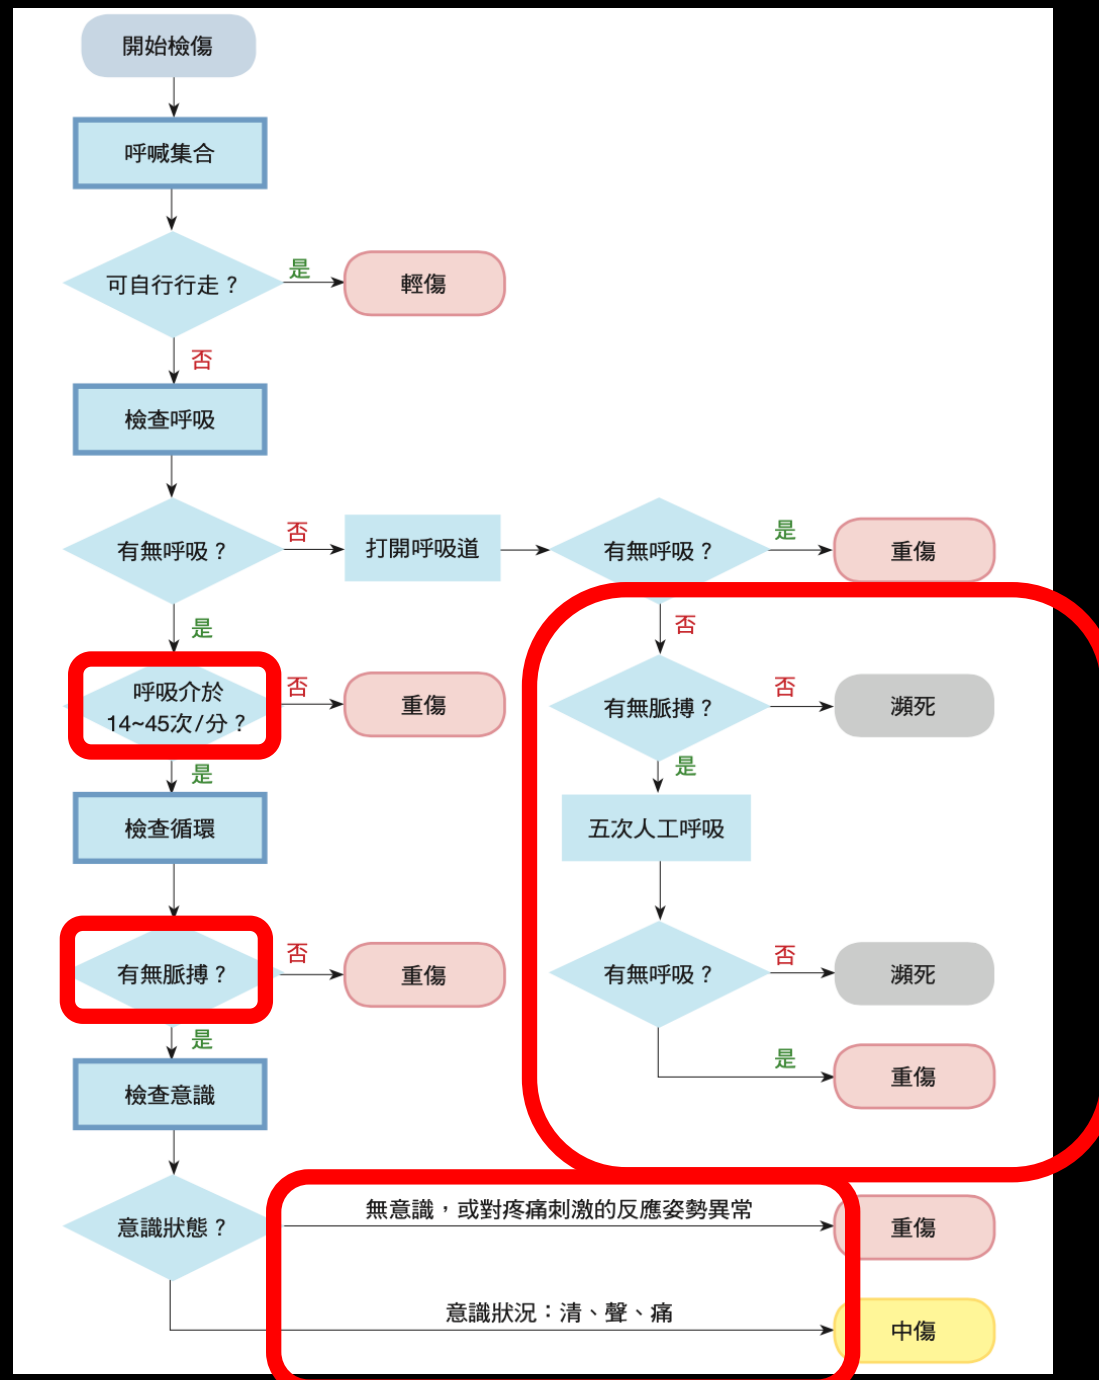 開始檢傷
呼喊集合
可自行行走？
是
輕傷
否
檢查呼吸
有無呼吸？
否
打開呼吸道
有無呼吸？
是
重傷
是
否
呼吸介於
14~45次/分？
否
重傷
有無脈搏？
否
瀕死
是
是
檢查循環
五次人工呼吸
有無脈搏？
否
重傷
有無呼吸？
否
瀕死
是
是
重傷
檢查意識
意識狀態？
無意識，或對疼痛刺激的反應姿勢異常
重傷
意識狀況：清、聲、痛
中傷